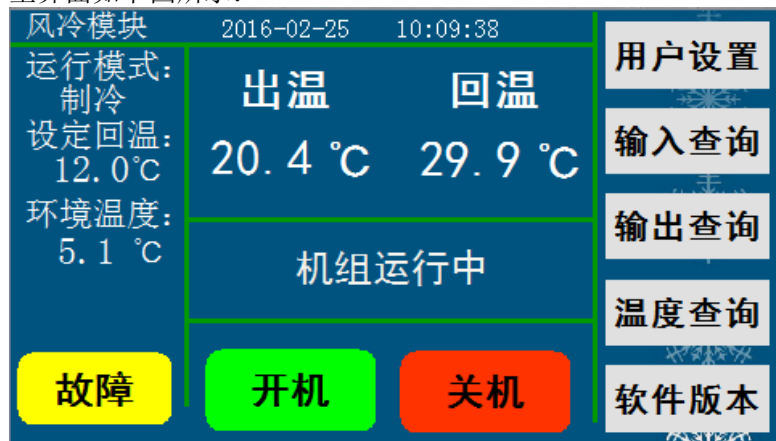 风冷模块 2016-02-25 10:09:38
运行模式:
制冷
设定回温:
12.0℃
环境温度:
5.1 ℃
故障
出温 回温
20.4 ℃ 29.9 ℃
机组运行中
开机 关机
用户设置
输入查询
输出查询
温度查询
软件版本